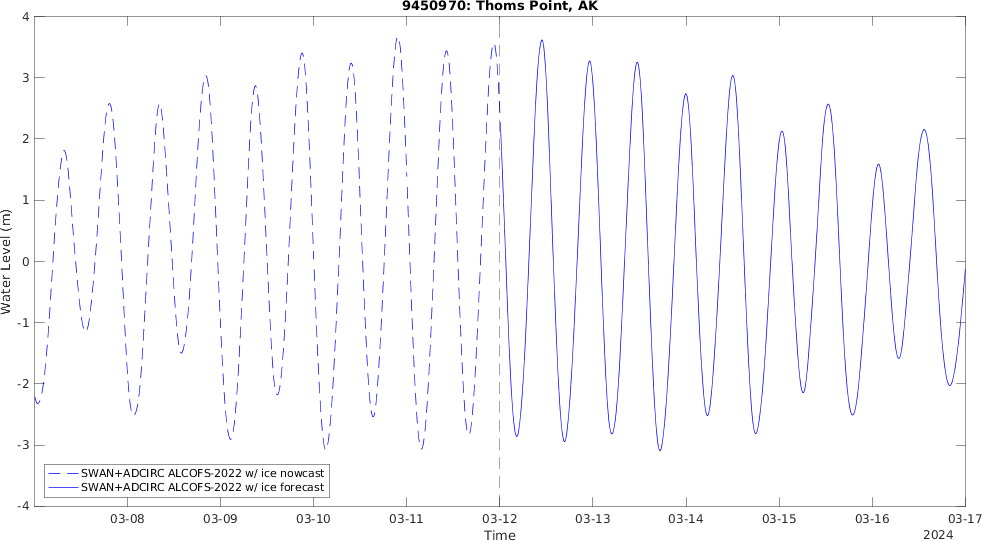 9450970: Thoms Point, AK
4
3
2
1
0
-1
-2
-3
-4
Water Level (m)
SWAN+ADCIRC ALCOFS-2022 w/ ice nowcast
SWAN+ADCIRC ALCOFS-2022 w/ ice forecast
03-08 03-09 03-10 03-11 03-12 03-13 03-14 03-15 03-16 03-17
Time
2024